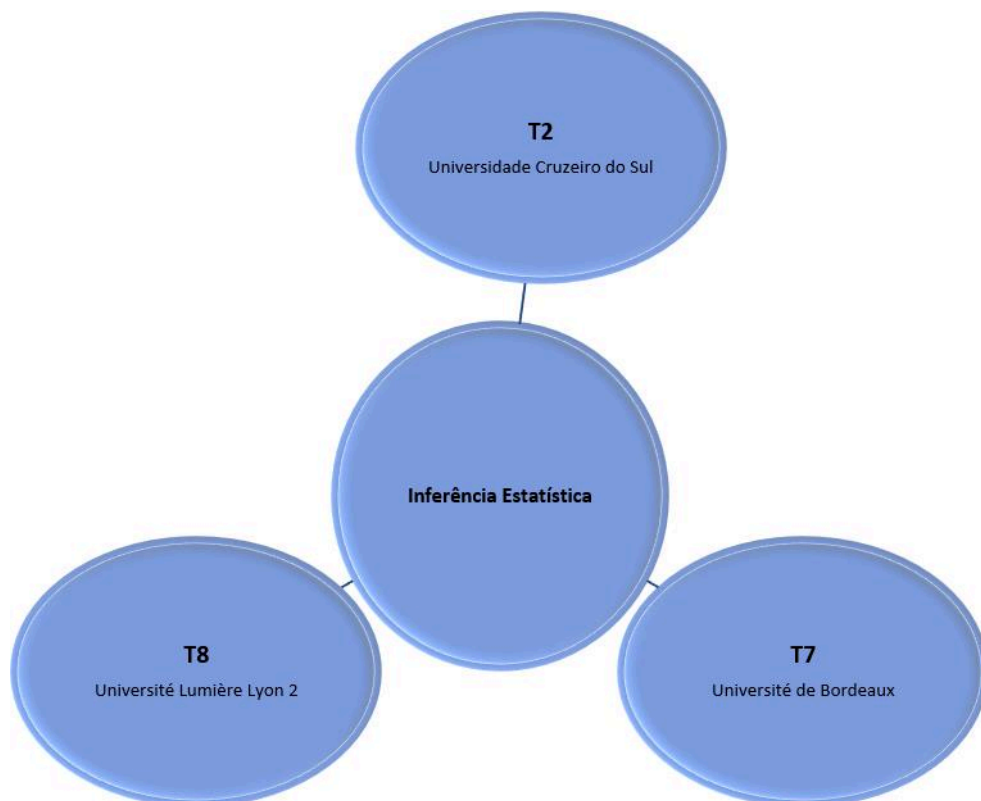 T2
Universidade Cruzeiro do Sul
Inferência Estatística
T8
Université Lumière Lyon 2
T7
Université de Bordeaux